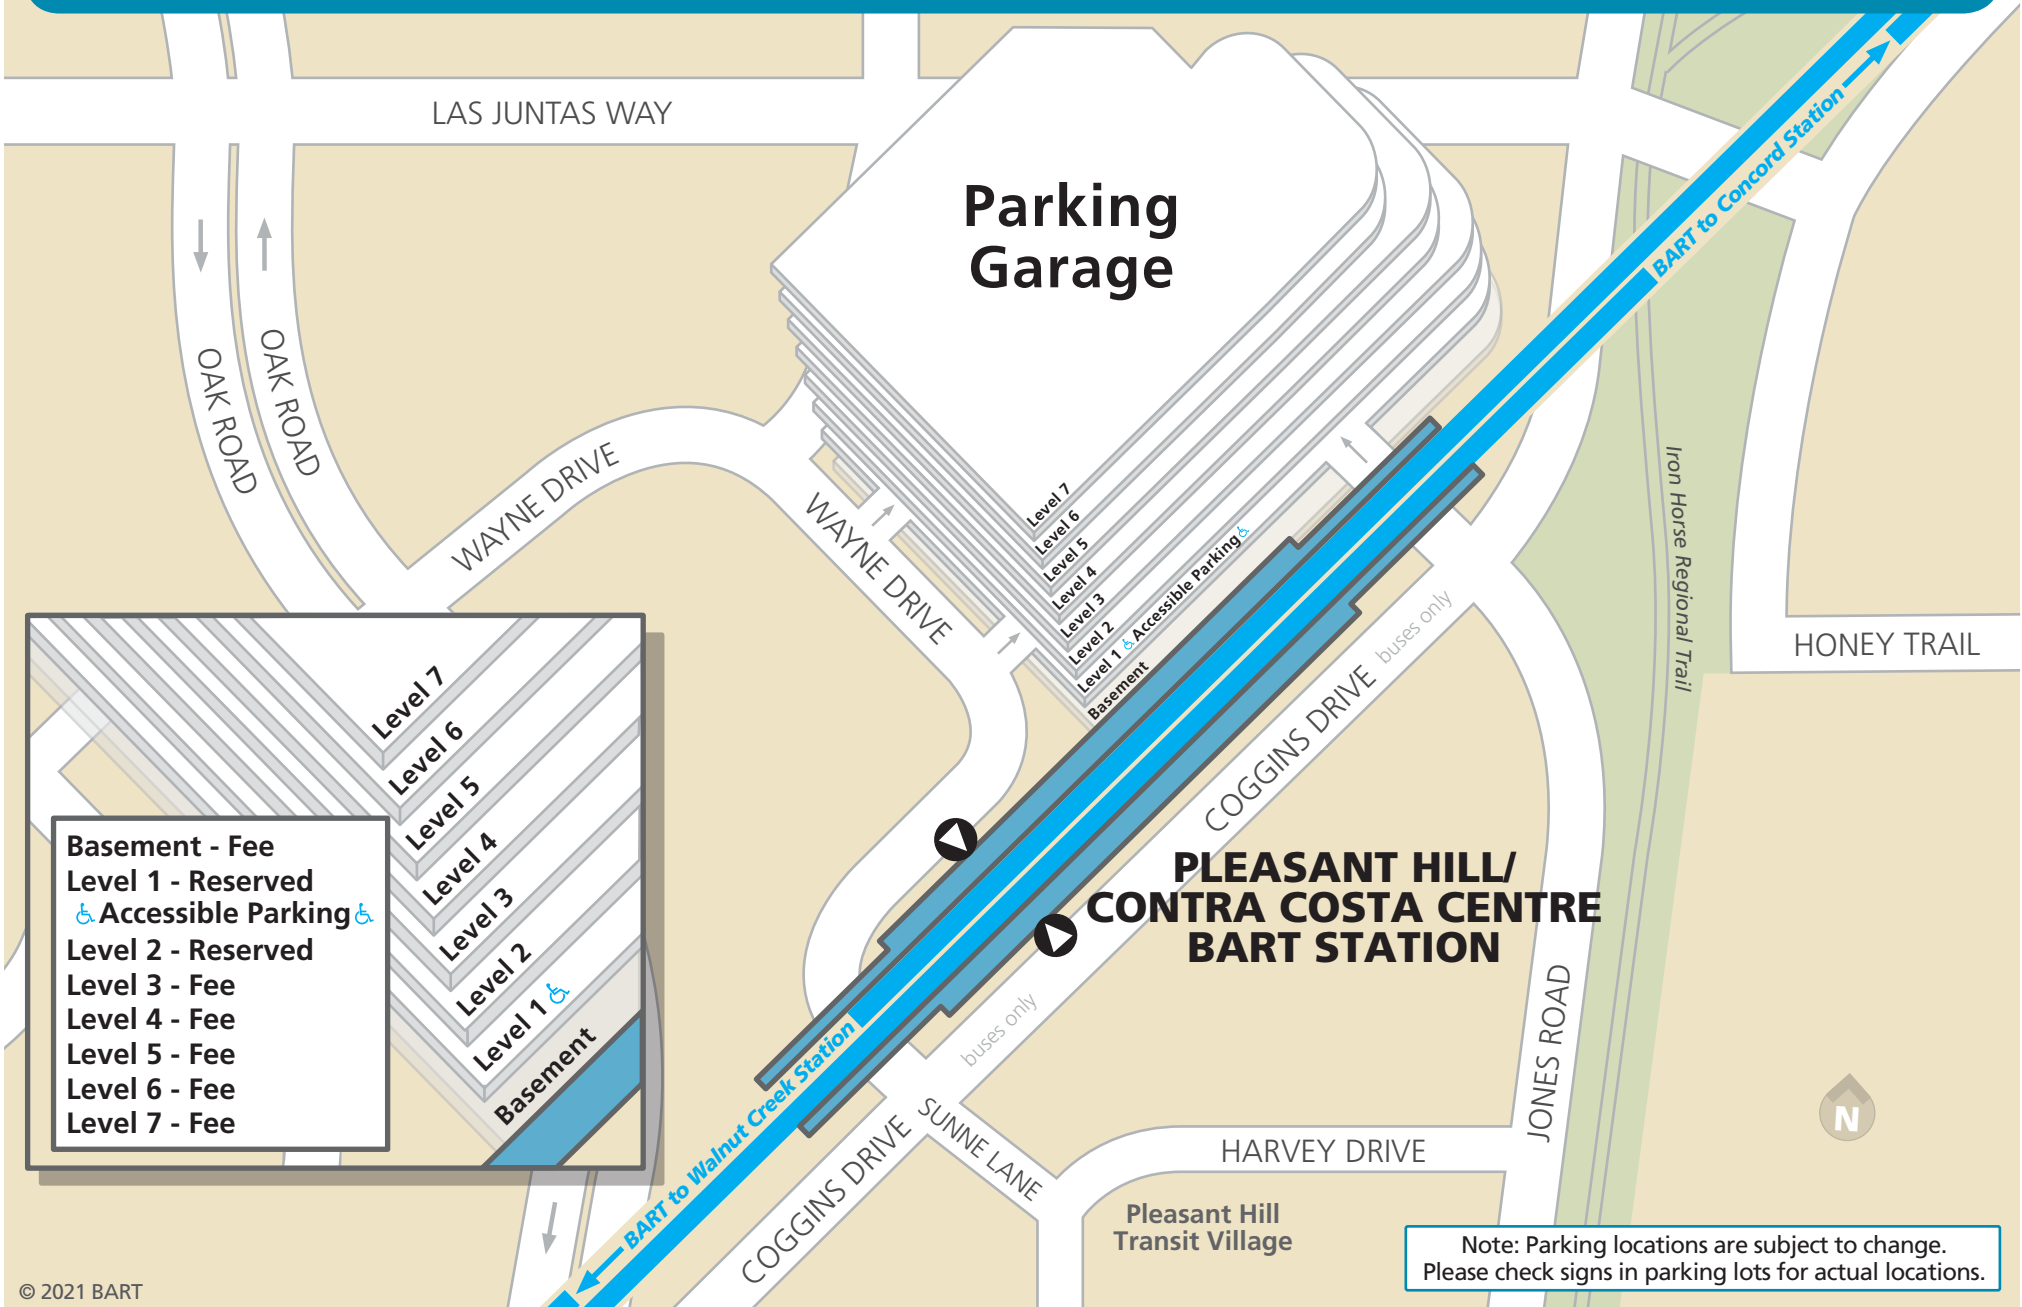 LAS JUNTAS WAY
Parking
Garage
BART to Concord Station
OAK ROAD
OAK ROAD
WAYNE DRIVE
WAYNE DRIVE
Level 7
Level 6
Level 5
Level 4
Level 3
Level 2
Level 1 ♿ Accessible Parking ♿
Basement
Iron Horse Regional Trail
HONEY TRAIL
buses only
COGGINS DRIVE
PLEASANT HILL/
CONTRA COSTA CENTRE
BART STATION
Level 7
Level 6
Level 5
Level 4
Level 3
Level 2
Level 1 ♿
Basement
Basement - Fee
Level 1 - Reserved
♿ Accessible Parking ♿
Level 2 - Reserved
Level 3 - Fee
Level 4 - Fee
Level 5 - Fee
Level 6 - Fee
Level 7 - Fee
buses only
BART to Walnut Creek Station
COGGINS DRIVE
SUNNE LANE
HARVEY DRIVE
JONES ROAD
N
Pleasant Hill
Transit Village
Note: Parking locations are subject to change.
Please check signs in parking lots for actual locations.
© 2021 BART